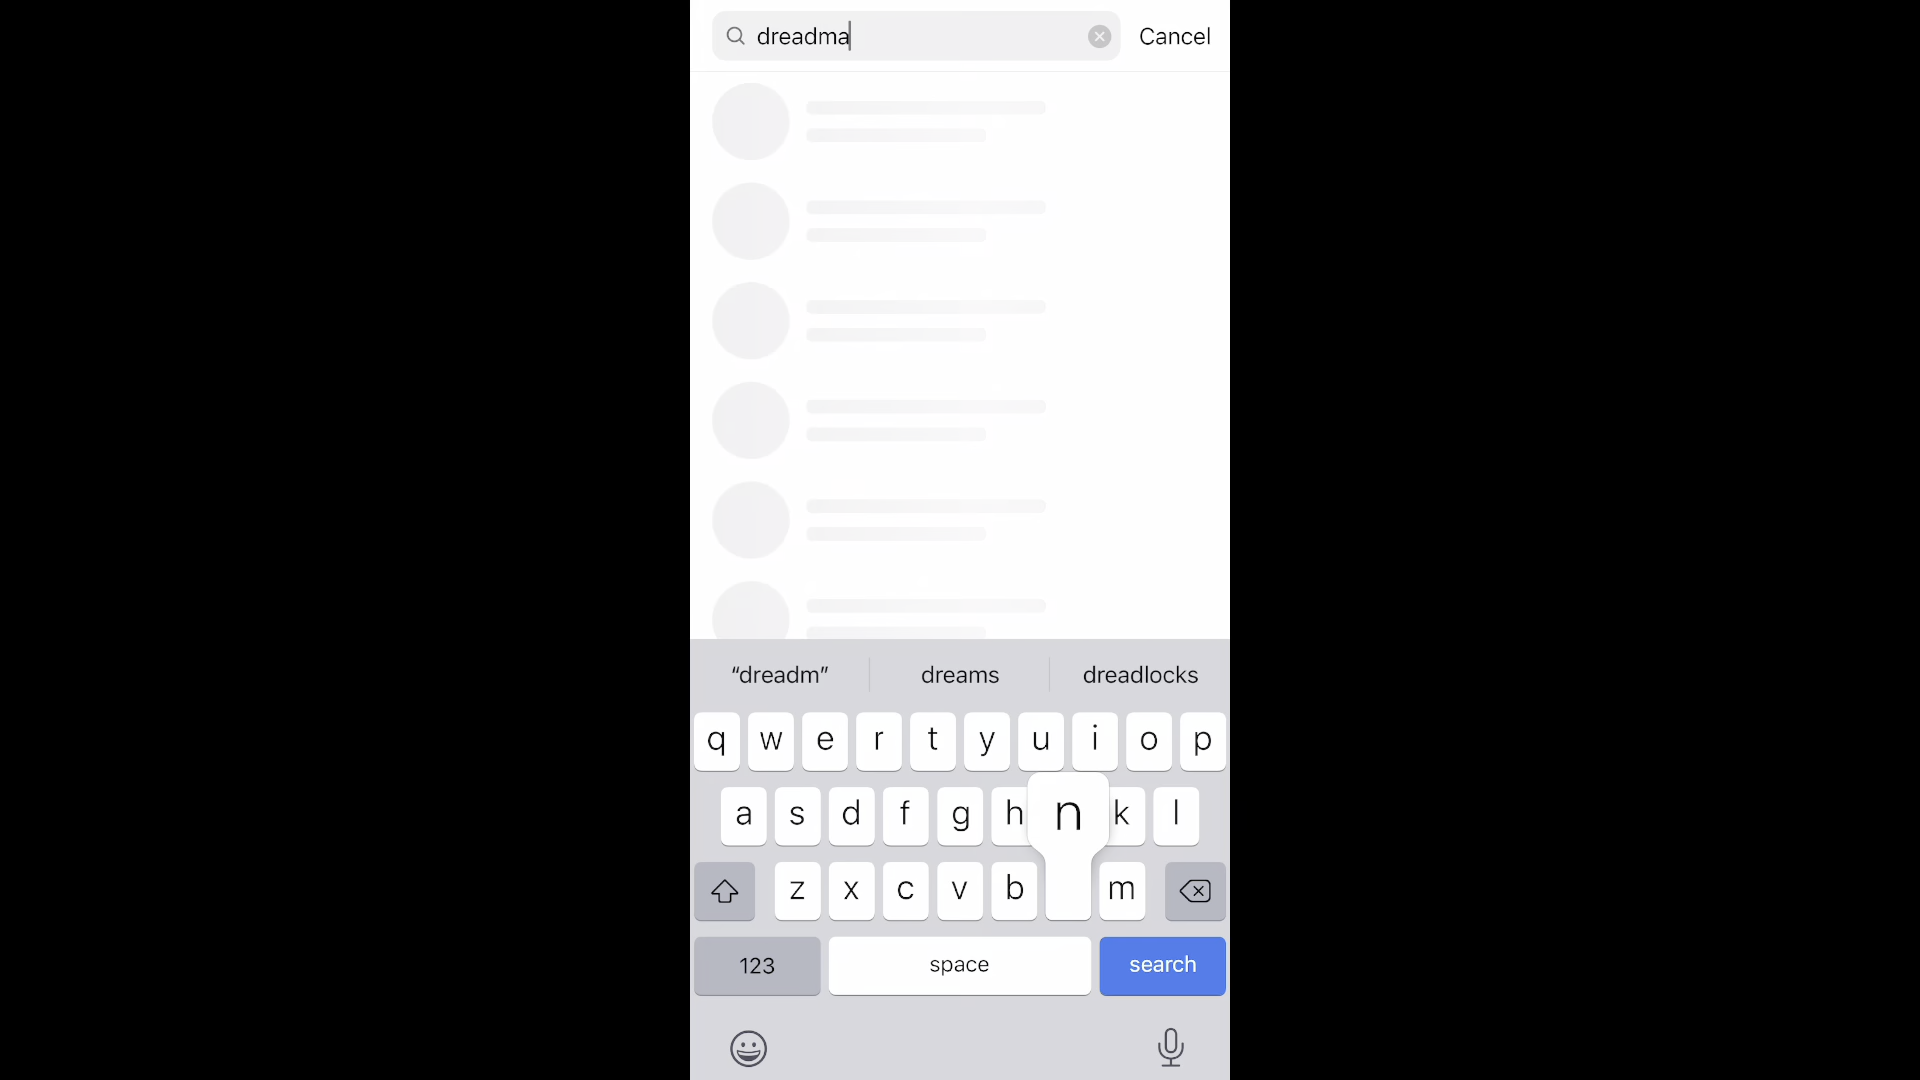 dreadma
Cancel
“dreadm” dreams dreadlocks
q w e r t y u i o p
a s d f g h n k l
z x c v b m
123 space search